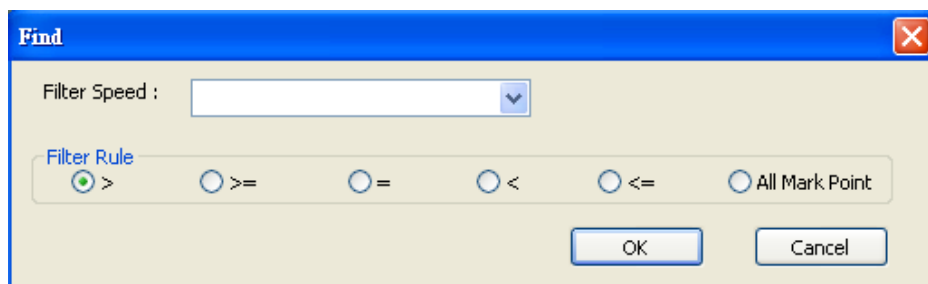 Find
Filter Speed :
Filter Rule
> >= = < <= All Mark Point
OK Cancel